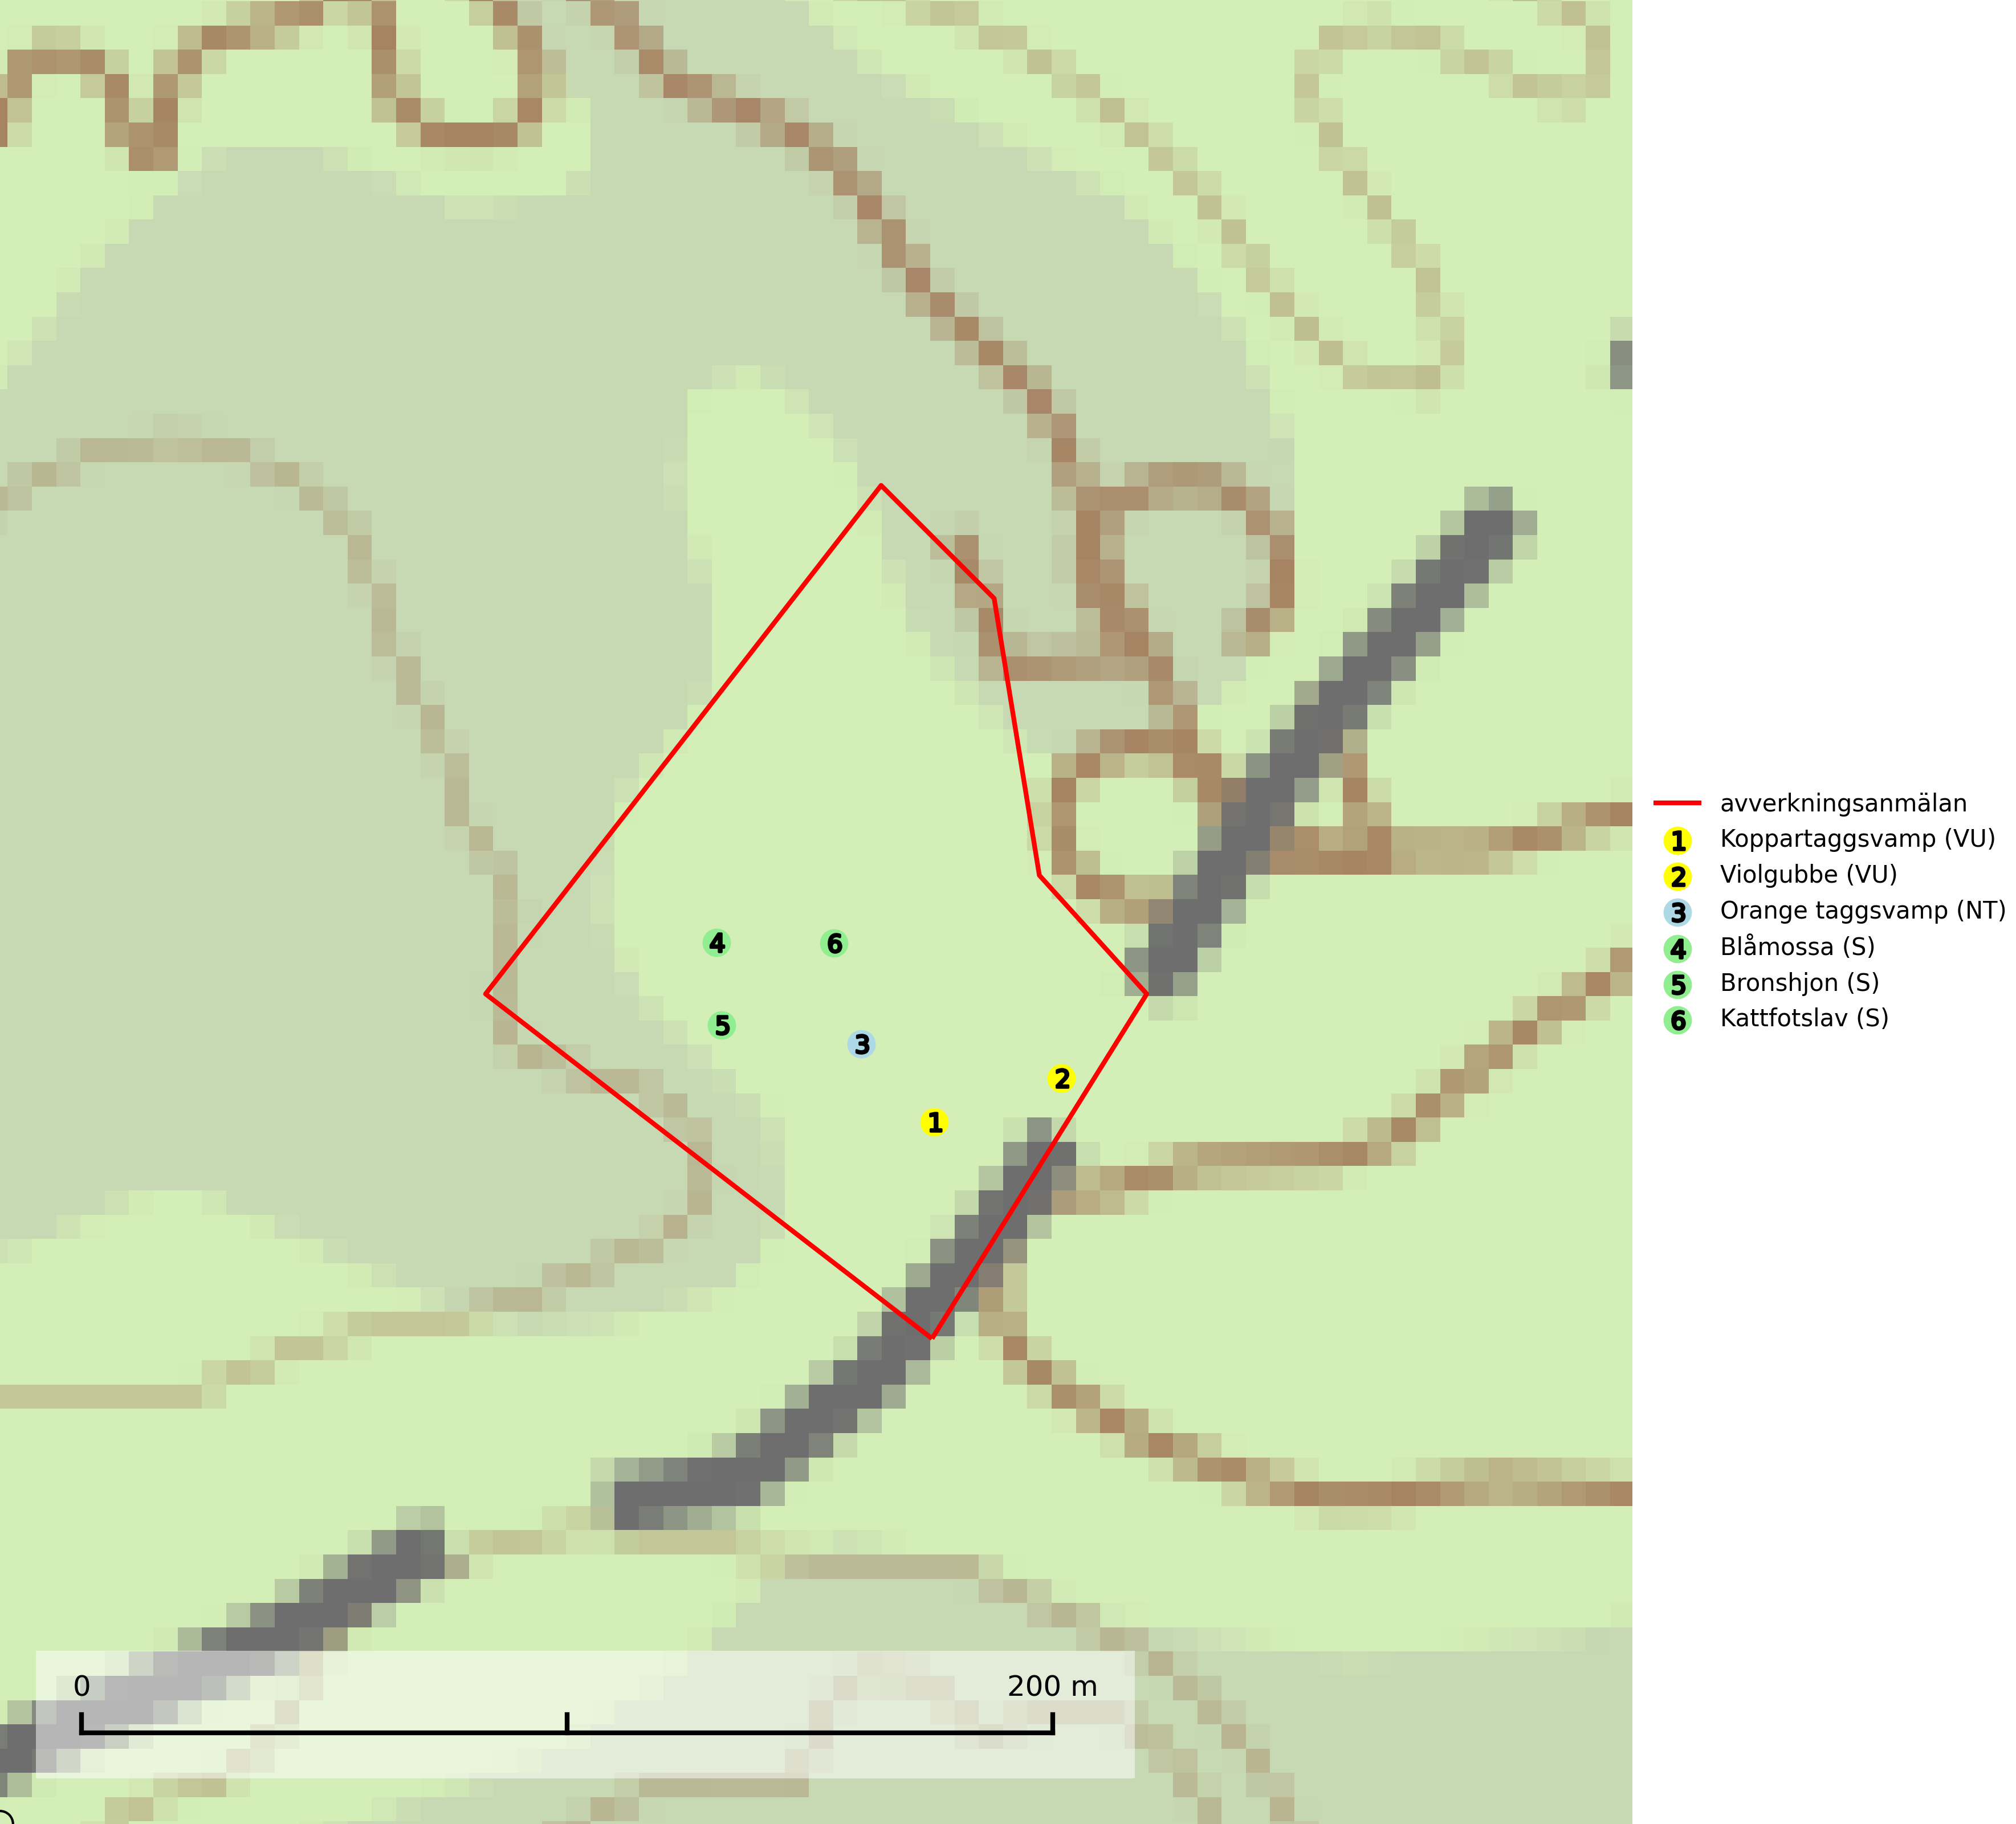 avverkningsanmälan
1 Koppartaggsvamp (VU)
2 Violgubbe (VU)
3 Orange taggsvamp (NT)
4 Blåmossa (S)
5 Bronshjon (S)
6 Kattfotslav (S)
4 6
5 3
2
1
0 200 m